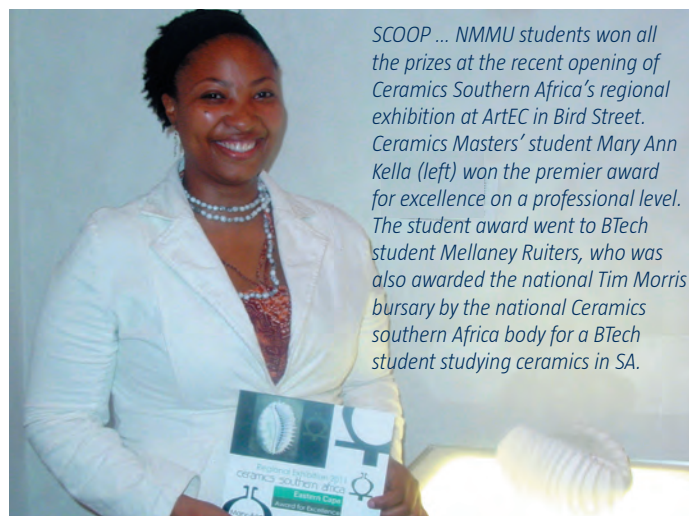 SCOOP ... NMMU students won all
the prizes at the recent opening of
Ceramics Southern Africa's regional
exhibition at ArtEC in Bird Street.
Ceramics Masters' student Mary Ann
Kella (left) won the premier award
for excellence on a professional level.
The student award went to BTech
student Mellaney Ruiters, who was
also awarded the national Tim Morris
bursary by the national Ceramics
southern Africa body for a BTech
student studying ceramics in SA.
Regional Exhibition 2011
ceramics southern africa
Eastern Cape
Award for Excellence